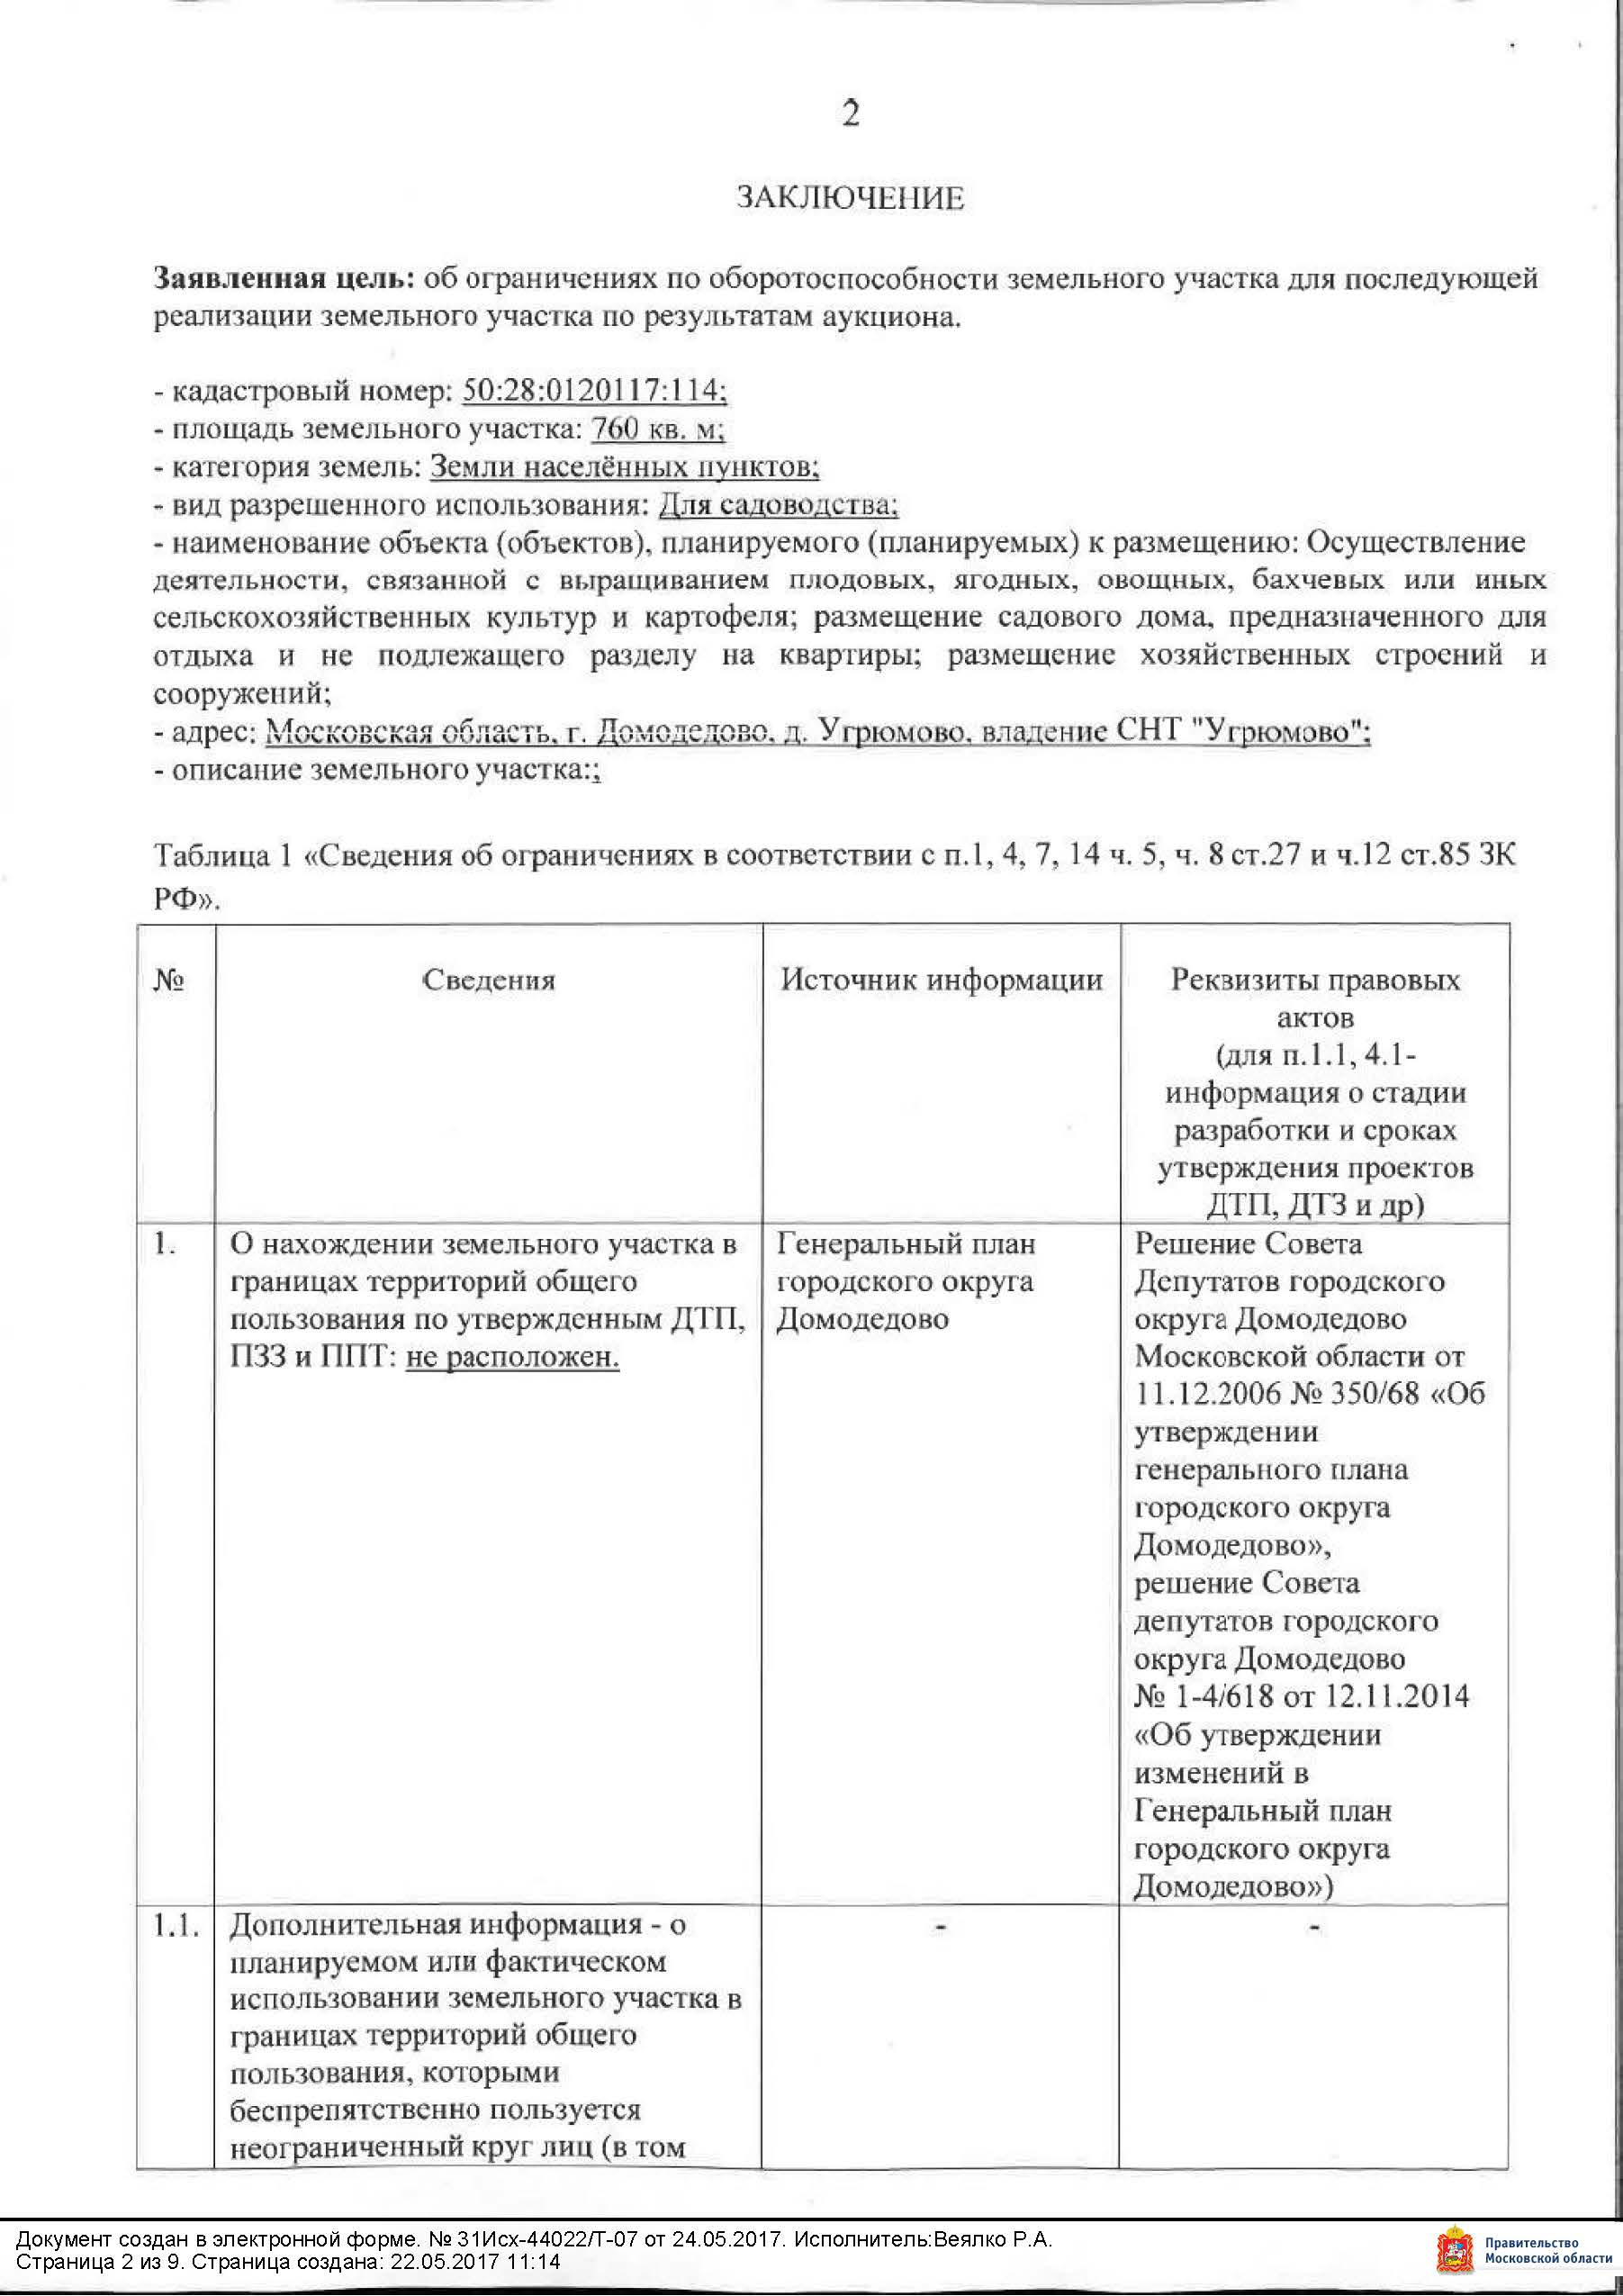 2
ЗАКЛЮЧЕНИЕ
Заявленная цель: об ограничениях по оборотоспособности земельного участка для последующей
реализации земельного участка по результатам аукциона.
- кадастровый номер: 50:28:0120117:114;
- площадь земельного участка: 760 кв. м;
- категория земель: Земли населённых пунктов;
- вид разрешенного использования: Для садоводства;
- наименование объекта (объектов), планируемого (планируемых) к размещению: Осуществление
деятельности, связанной с выращиванием плодовых, ягодных, овощных, бахчевых или иных
сельскохозяйственных культур и картофеля; размещение садового дома, предназначенного для
отдыха и не подлежащего разделу на квартиры; размещение хозяйственных строений и
сооружений;
- адрес: Московская область, г. Домодедово, д. Угрюмово, владение СНТ "Угрюмово";
- описание земельного участка:;
Таблица 1 «Сведения об ограничениях в соответствии с п.1, 4, 7, 14 ч. 5, ч. 8 ст.27 и ч.12 ст.85 ЗК
РФ».
№
Сведения
Источник информации
Реквизиты правовых
актов
(для п.1.1, 4.1-
информация о стадии
разработки и сроках
утверждения проектов
ДТП, ДТЗ и др)
1.
О нахождении земельного участка в
границах территорий общего
пользования по утвержденным ДТП,
ПЗЗ и ППТ: не расположен.
Генеральный план
городского округа
Домодедово
Решение Совета
Депутатов городского
округа Домодедово
Московской области от
11.12.2006 № 350/68 «Об
утверждении
генерального плана
городского округа
Домодедово»,
решение Совета
депутатов городского
округа Домодедово
№ 1-4/618 от 12.11.2014
«Об утверждении
изменений в
Генеральный план
городского округа
Домодедово»)
1.1.
Дополнительная информация - о
планируемом или фактическом
использовании земельного участка в
границах территорий общего
пользования, которыми
беспрепятственно пользуется
неограниченный круг лиц (в том
-
-
Документ создан в электронной форме. № 31Исх-44022/Т-07 от 24.05.2017. Исполнитель:Веялко Р.А.
Страница 2 из 9. Страница создана: 22.05.2017 11:14
Правительство
Московской области